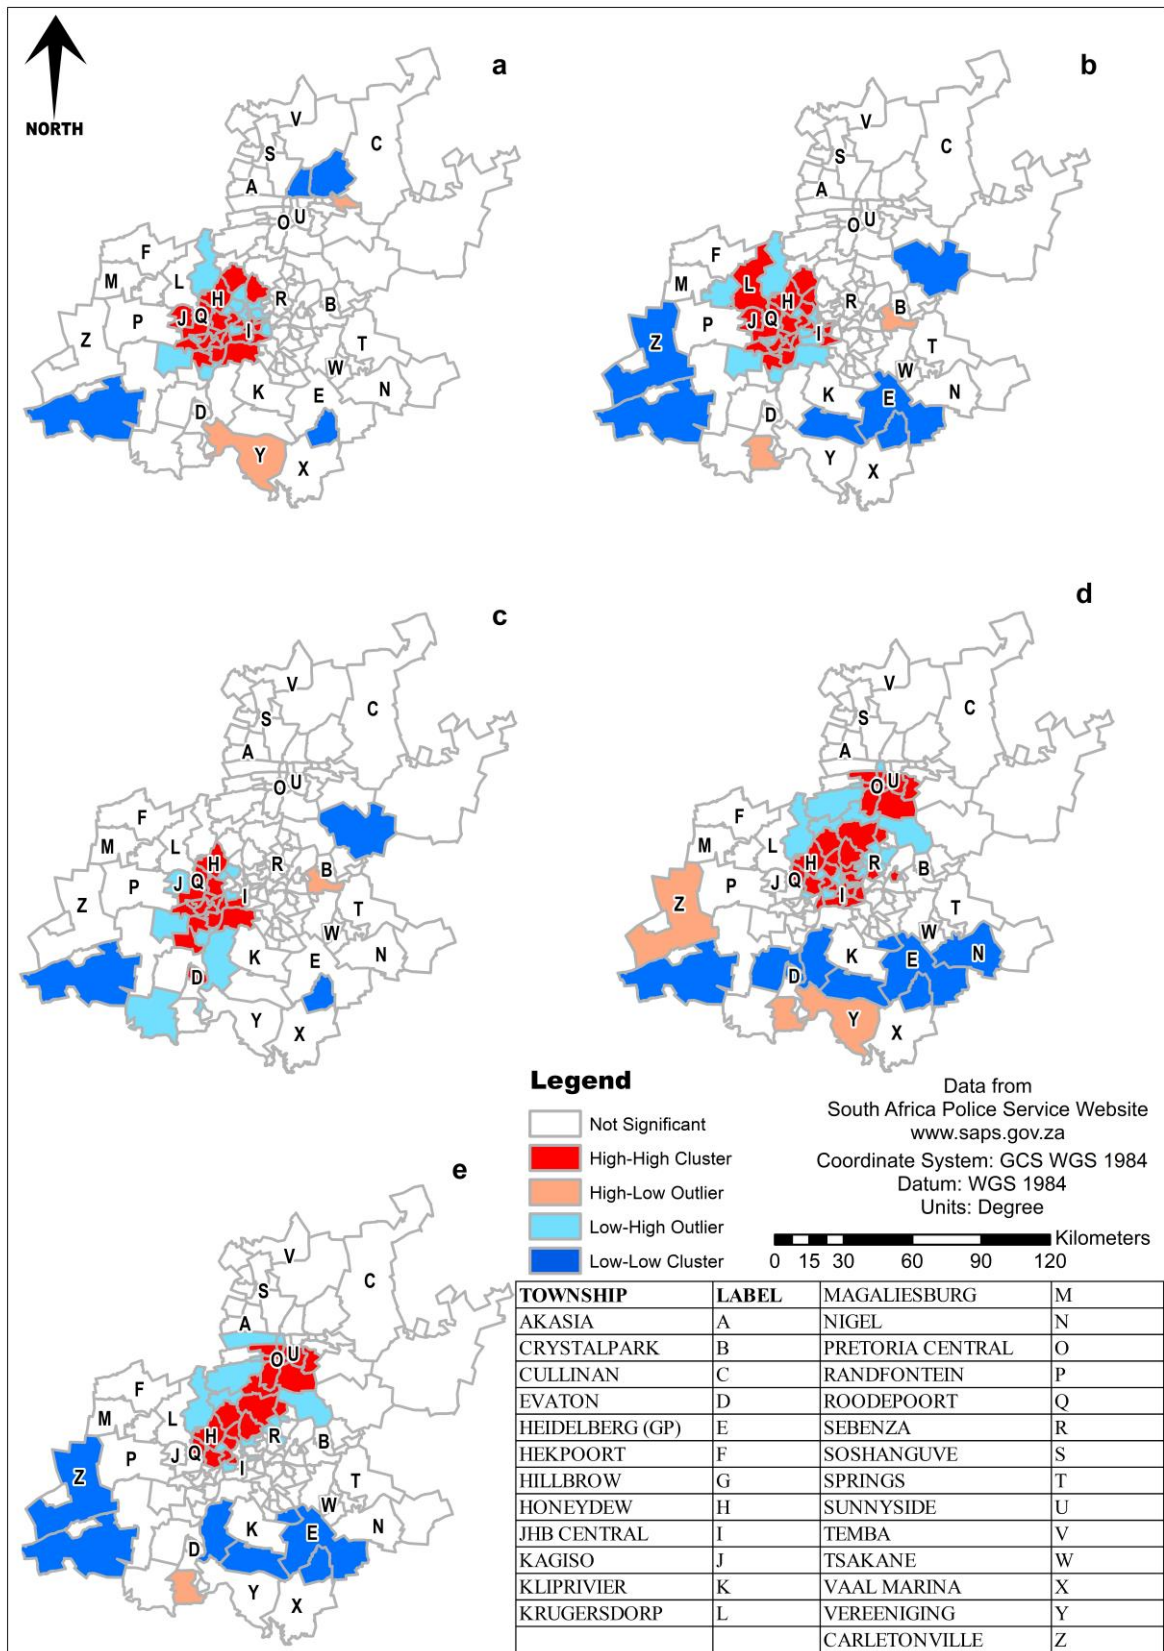 NORTH
a
V
C
S
A
O U
F
M
L
H
R
B
J Q
P
I
Z
T
W
K
E
N
D
Y
X
b
V
C
S
A
O U
F
L
M
H
R
B
J Q
P
I
Z
T
W
K
E
N
D
Y
X
c
V
C
S
A
O U
F
M
L
H
R
B
J Q
P
I
Z
T
W
K
E
N
D
Y
X
d
V
C
S
A
O U
F
M
L
H
R
B
J Q
P
I
Z
T
W
K
E
N
D
Y
X
e
V
C
S
A
O U
F
M
L
H
R
B
J Q
P
I
Z
T
W
K
E
N
D
Y
X
Legend
Not Significant
High-High Cluster
High-Low Outlier
Low-High Outlier
Low-Low Cluster
Data from
South Africa Police Service Website
www.saps.gov.za
Coordinate System: GCS WGS 1984
Datum: WGS 1984
Units: Degree
Kilometers
0 15 30 60 90 120
TOWNSHIP LABEL MAGALIESBURG M
AKASIA A NIGEL N
CRYSTALPARK B PRETORIA CENTRAL O
CULLINAN C RANDFONTEIN P
EVATON D ROODEPOORT Q
HEIDELBERG (GP) E SEBENZA R
HEKPOORT F SOSHANGUVE S
HILLBROW G SPRINGS T
HONEYDEW H SUNNYSIDE U
JHB CENTRAL I TEMBA V
KAGISO J TSAKANE W
KLIPRIVIER K VAAL MARINA X
KRUGERSDORP L VEREENIGING Y
CARLETONVILLE Z